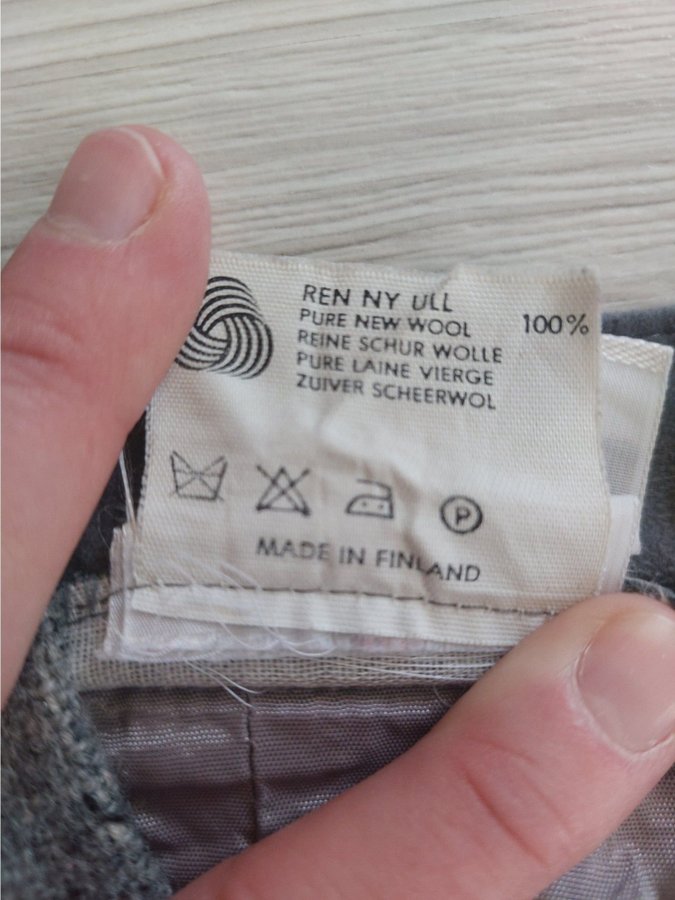 REN NY ULL
PURE NEW WOOL 100%
REINE SCHUR WOLLE
PURE LAINE VIERGE
ZUIVER SCHEERWOL
P
MADE IN FINLAND